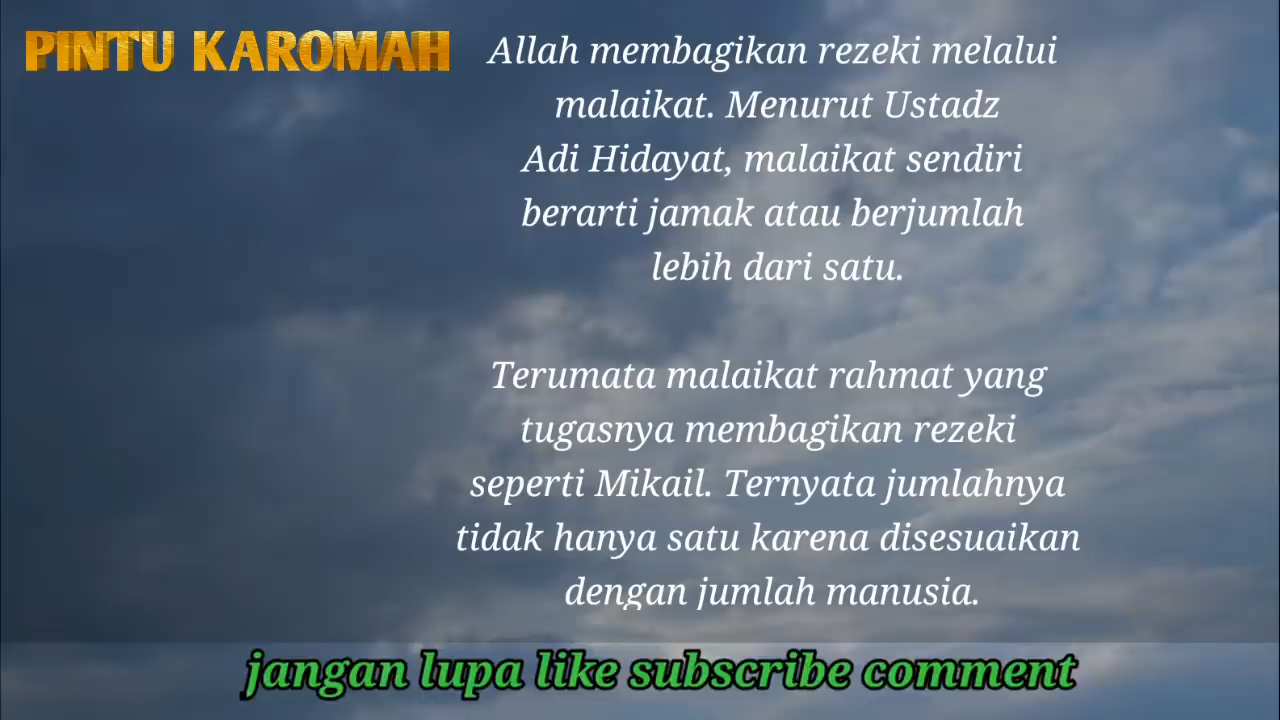 PINTU KAROMAH
Allah membagikan rezeki melalui
malaikat. Menurut Ustadz
Adi Hidayat, malaikat sendiri
berarti jamak atau berjumlah
lebih dari satu.
Terumata malaikat rahmat yang
tugasnya membagikan rezeki
seperti Mikail. Ternyata jumlahnya
tidak hanya satu karena disesuaikan
dengan jumlah manusia.
jangan lupa like subscribe comment